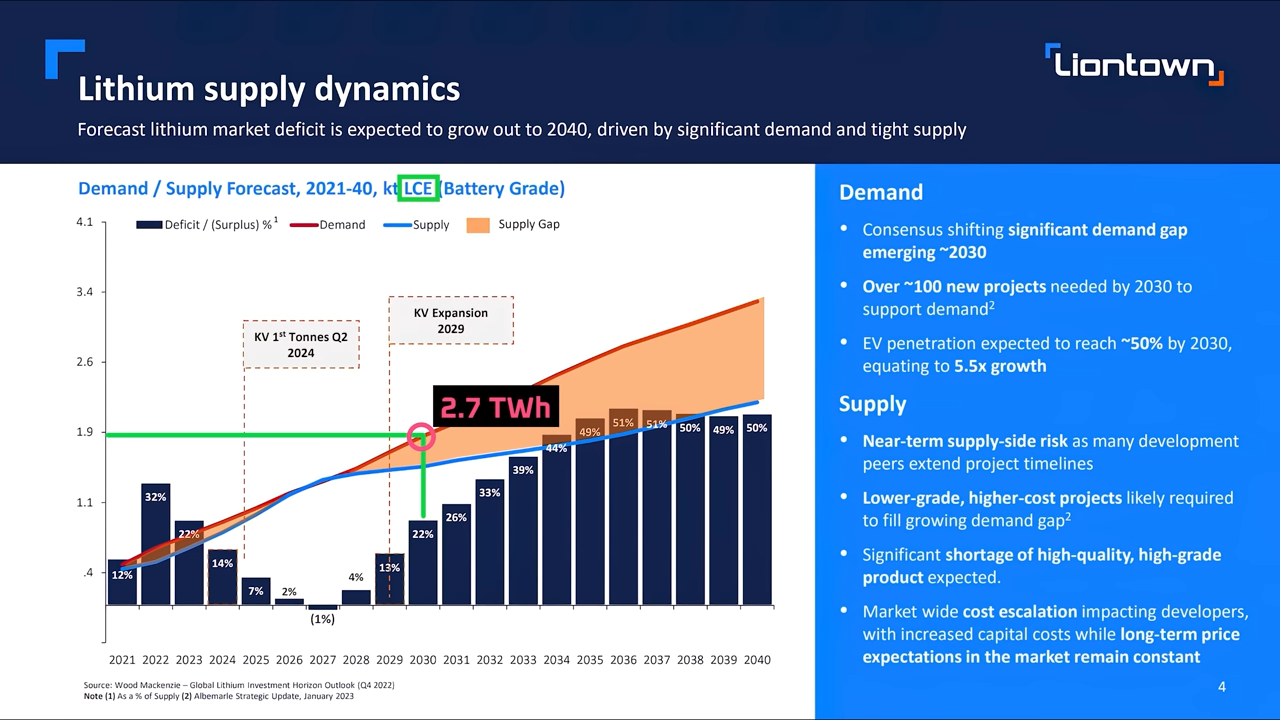 Liontown
Lithium supply dynamics
Forecast lithium market deficit is expected to grow out to 2040, driven by significant demand and tight supply
Demand / Supply Forecast, 2021-40, kt LCE (Battery Grade)
Deficit / (Surplus) % 1
Demand
Supply
Supply Gap
4.1
3.4
2.6
1.9
1.1
.4
KV 1st Tonnes Q2
2024
KV Expansion
2029
2.7 TWh
12%
32%
22%
14%
7%
2%
(1%)
4%
13%
22%
26%
33%
39%
44%
49%
51%
51%
50%
49%
50%
2021 2022 2023 2024 2025 2026 2027 2028 2029 2030 2031 2032 2033 2034 2035 2036 2037 2038 2039 2040
Source: Wood Mackenzie – Global Lithium Investment Horizon Outlook (Q4 2022)
Note (1) As a % of Supply (2) Albemarle Strategic Update, January 2023
Demand
• Consensus shifting significant demand gap
emerging ~2030
• Over ~100 new projects needed by 2030 to
support demand2
• EV penetration expected to reach ~50% by 2030,
equating to 5.5x growth
Supply
• Near-term supply-side risk as many development
peers extend project timelines
• Lower-grade, higher-cost projects likely required
to fill growing demand gap2
• Significant shortage of high-quality, high-grade
product expected.
• Market wide cost escalation impacting developers,
with increased capital costs while long-term price
expectations in the market remain constant
4